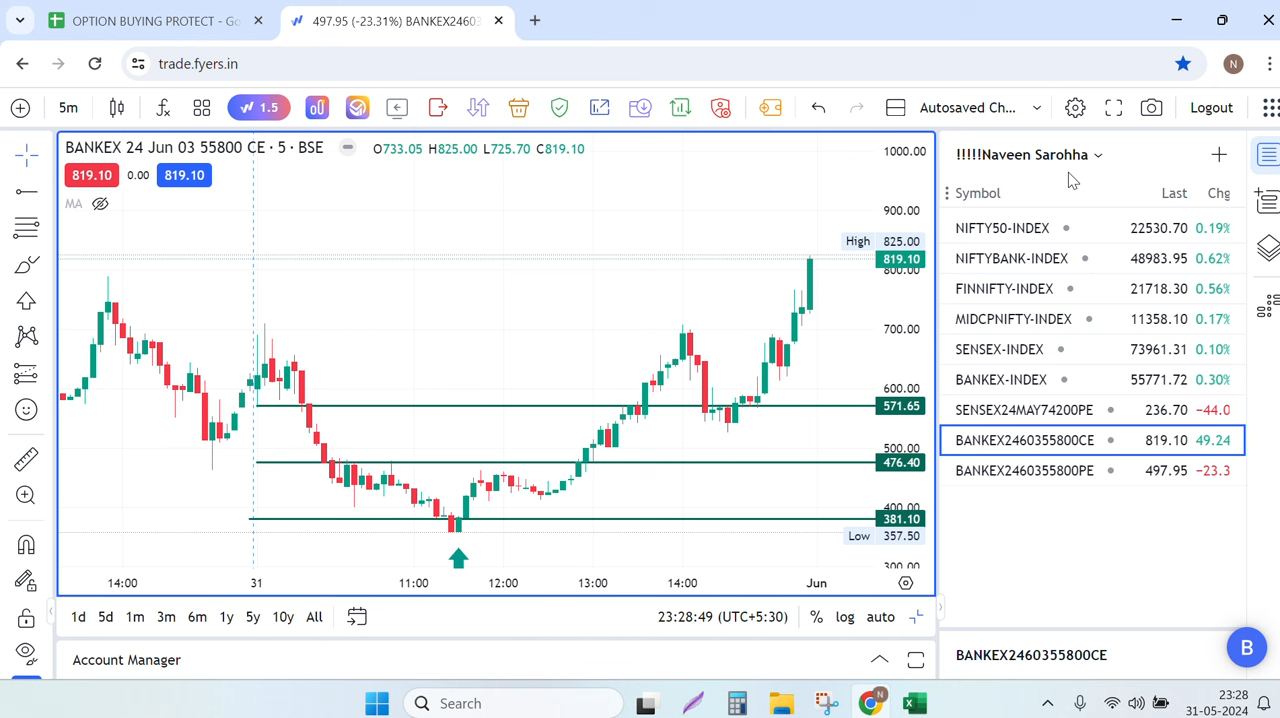 OPTION BUYING PROTECT - Go
497.95 (-23.31%) BANKEX24603
trade.fyers.in
N
5m
1.5
Autosaved Ch...
Logout
BANKEX 24 Jun 03 55800 CE · 5 · BSE
O733.05 H825.00 L725.70 C819.10
819.10 0.00 819.10
MA
1000.00
900.00
High 825.00
819.10
800.00
700.00
600.00
571.65
500.00
476.40
400.00
381.10
Low 357.50
300.00
14:00 31 11:00 12:00 13:00 14:00 Jun
1d 5d 1m 3m 6m 1y 5y 10y All
23:28:49 (UTC+5:30) % log auto
Account Manager
!!!!!Naveen Sarohha
Symbol Last Chg
NIFTY50-INDEX 22530.70 0.19%
NIFTYBANK-INDEX 48983.95 0.62%
FINNIFTY-INDEX 21718.30 0.56%
MIDCPNIFTY-INDEX 11358.10 0.17%
SENSEX-INDEX 73961.31 0.10%
BANKEX-INDEX 55771.72 0.30%
SENSEX24MAY74200PE 236.70 -44.0
BANKEX2460355800CE 819.10 49.24
BANKEX2460355800PE 497.95 -23.3
BANKEX2460355800CE
B
Search
N
23:28
31-05-2024